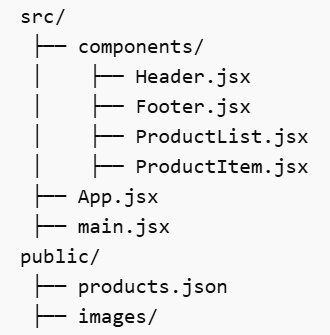 src/
├── components/
│    ├── Header.jsx
│    ├── Footer.jsx
│    ├── ProductList.jsx
│    ├── ProductItem.jsx
├── App.jsx
├── main.jsx
public/
├── products.json
├── images/